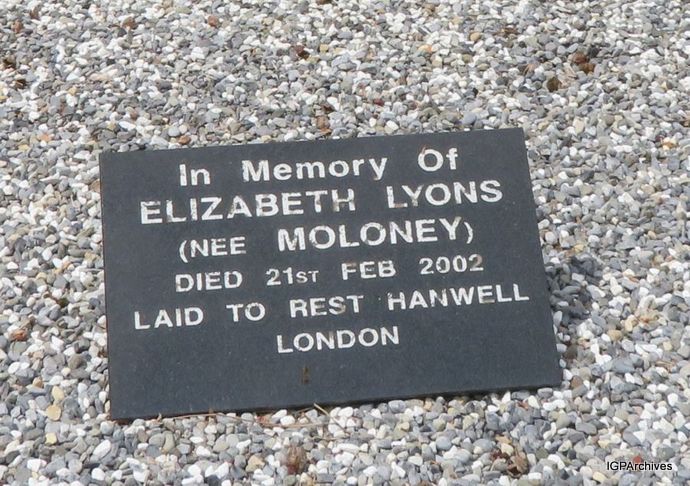 In Memory Of
ELIZABETH LYONS
(NEE MOLONEY)
DIED 21ST FEB 2002
LAID TO REST HANWELL
LONDON
IGPArchives